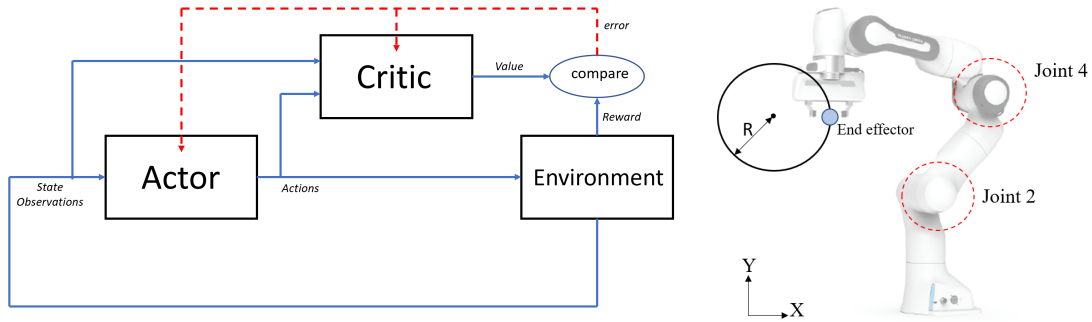 error
Critic
Value
compare
Reward
State
Observations
Actor
Actions
Environment
R
End effector
Joint 4
Joint 2
Y
X